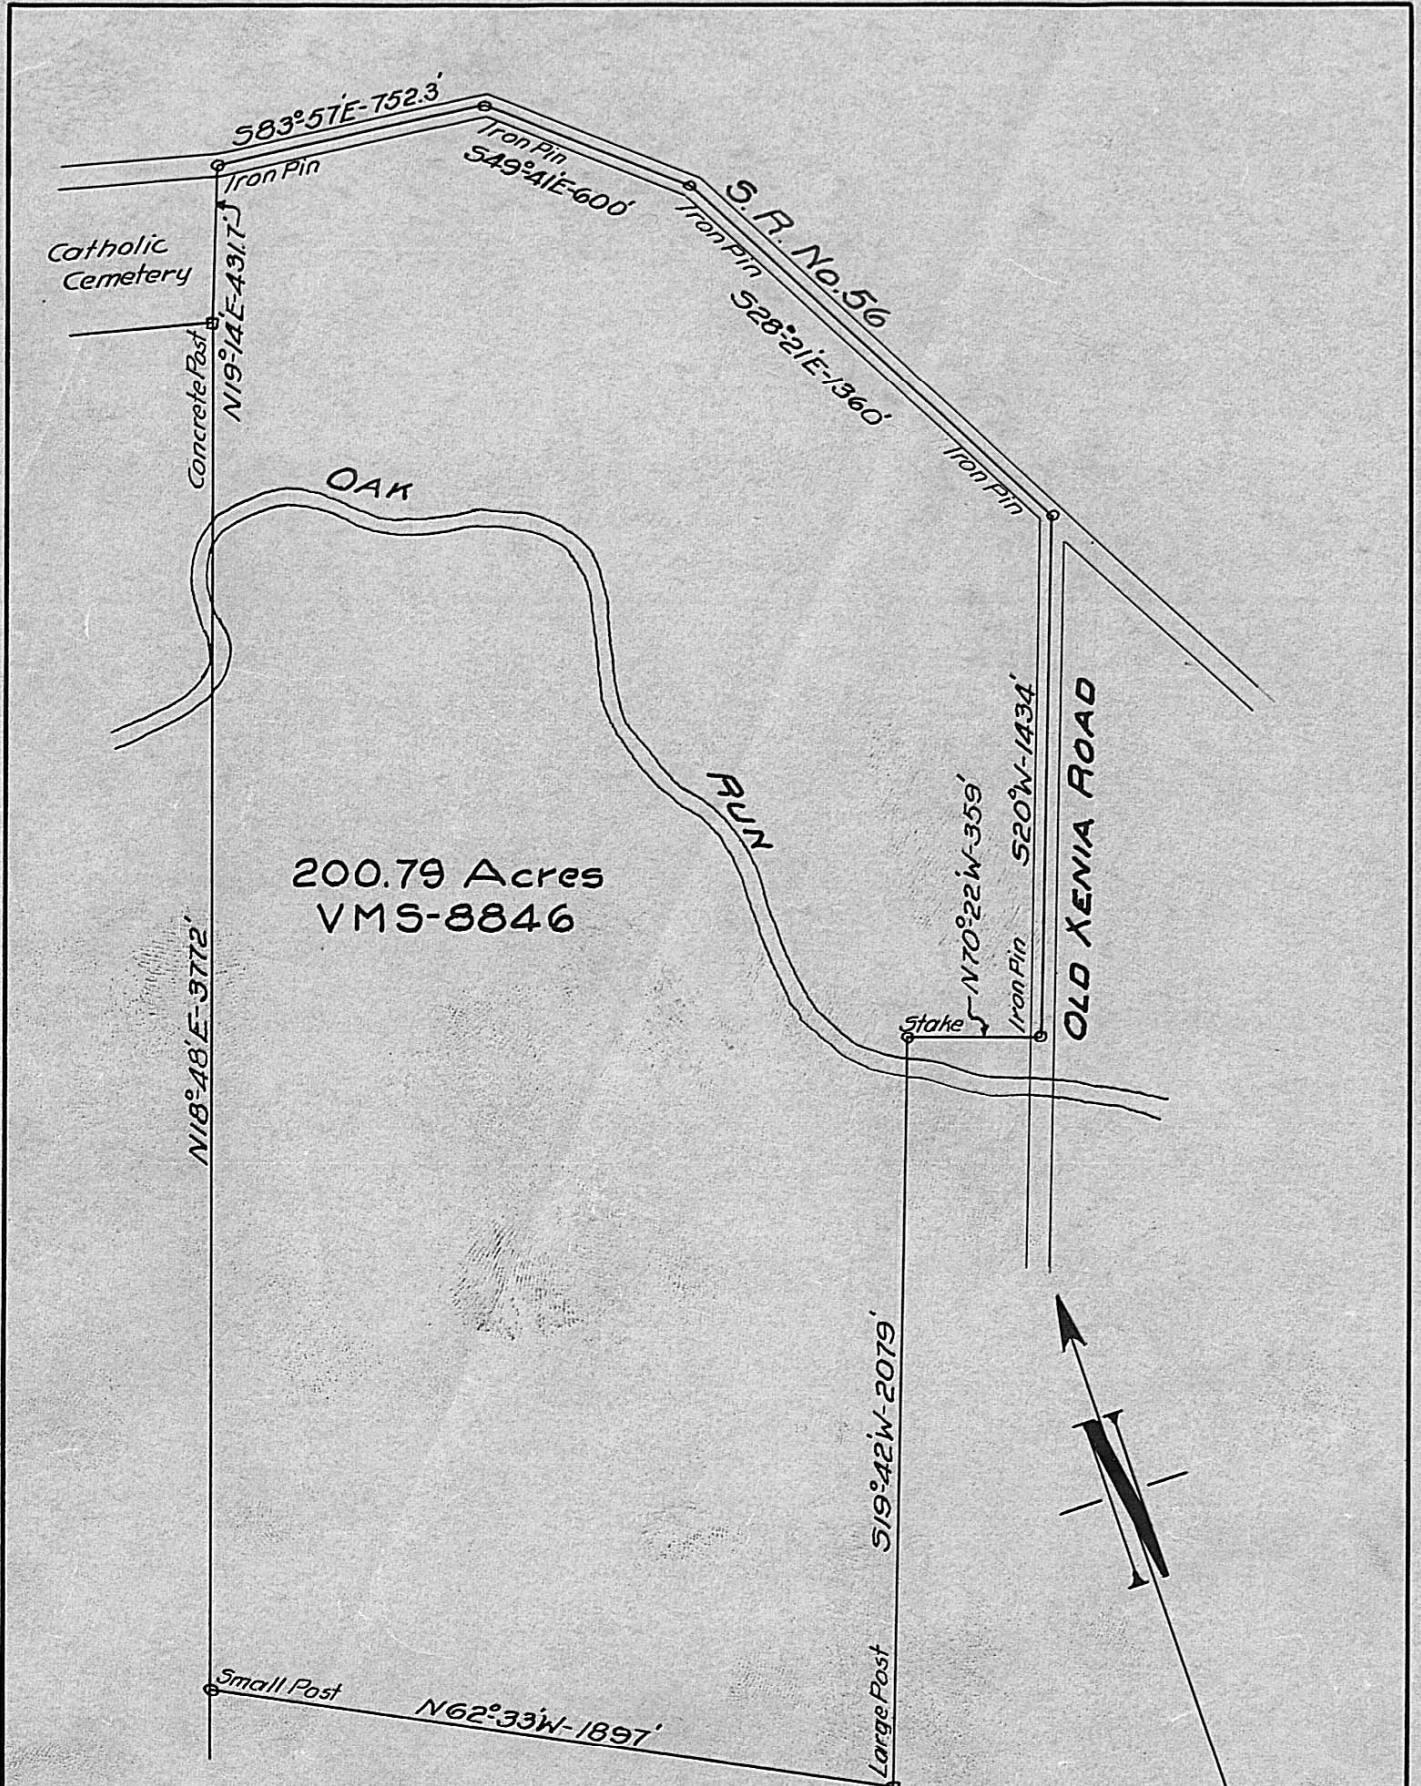 S83°57'E-752.3'
Iron Pin
Iron Pin
S49°41'E-600'
Iron Pin
S.R. No. 56
S28°21'E-1360'
Iron Pin
Catholic
Cemetery
N19°14'E-431.7'
Concrete Post
OAK
RUN
200.79 Acres
VMS-8846
N18°48'E-3772'
S20°W-1434'
Iron Pin
OLD XENIA ROAD
N70°22'W-359'
Stake
S19°42'W-2079'
Large Post
Small Post
N62°33'W-1897'
N